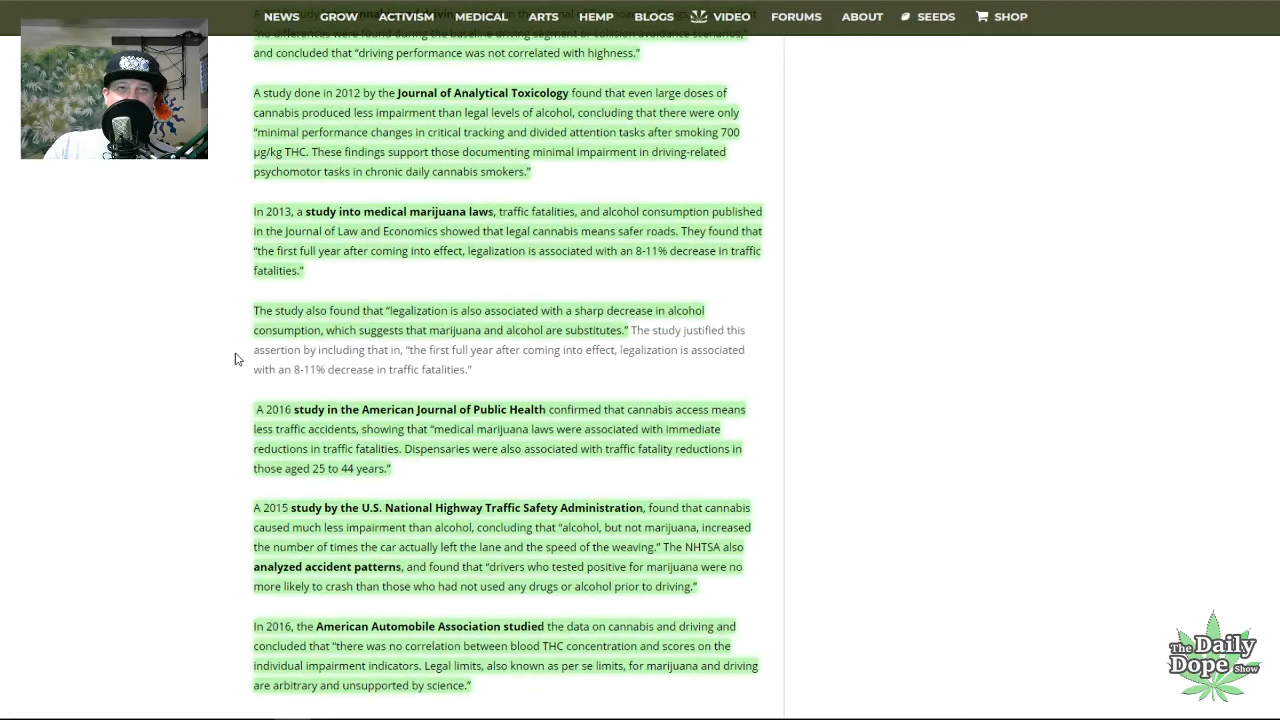 NEWS GROW ACTIVISM MEDICAL ARTS HEMP BLOGS VIDEO FORUMS ABOUT SEEDS SHOP
“no differences were found during the baseline driving segment or collision avoidance scenarios,”
and concluded that “driving performance was not correlated with highness.”
A study done in 2012 by the Journal of Analytical Toxicology found that even large doses of
cannabis produced less impairment than legal levels of alcohol, concluding that there were only
“minimal performance changes in critical tracking and divided attention tasks after smoking 700
µg/kg THC. These findings support those documenting minimal impairment in driving-related
psychomotor tasks in chronic daily cannabis smokers.”
In 2013, a study into medical marijuana laws, traffic fatalities, and alcohol consumption published
in the Journal of Law and Economics showed that legal cannabis means safer roads. They found that
“the first full year after coming into effect, legalization is associated with an 8-11% decrease in traffic
fatalities.”
The study also found that “legalization is also associated with a sharp decrease in alcohol
consumption, which suggests that marijuana and alcohol are substitutes.” The study justified this
assertion by including that in, “the first full year after coming into effect, legalization is associated
with an 8-11% decrease in traffic fatalities.”
A 2016 study in the American Journal of Public Health confirmed that cannabis access means
less traffic accidents, showing that “medical marijuana laws were associated with immediate
reductions in traffic fatalities. Dispensaries were also associated with traffic fatality reductions in
those aged 25 to 44 years.”
A 2015 study by the U.S. National Highway Traffic Safety Administration, found that cannabis
caused much less impairment than alcohol, concluding that “alcohol, but not marijuana, increased
the number of times the car actually left the lane and the speed of the weaving.” The NHTSA also
analyzed accident patterns, and found that “drivers who tested positive for marijuana were no
more likely to crash than those who had not used any drugs or alcohol prior to driving.”
In 2016, the American Automobile Association studied the data on cannabis and driving and
concluded that “there was no correlation between blood THC concentration and scores on the
individual impairment indicators. Legal limits, also known as per se limits, for marijuana and driving
are arbitrary and unsupported by science.”
The Daily
Dope Show